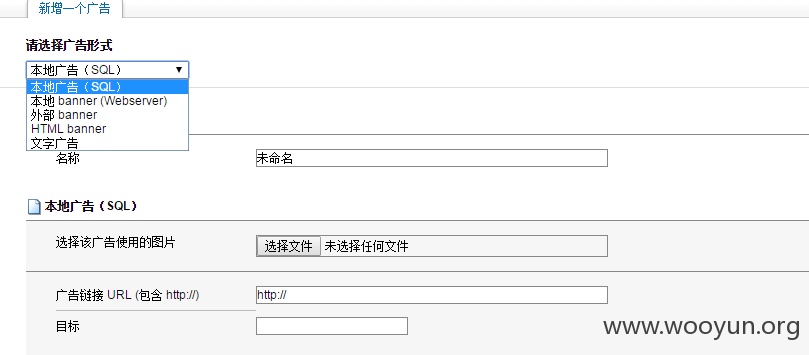 新增一个广告
请选择广告形式
本地广告（SQL）
本地广告（SQL）
本地 banner (Webserver)
外部 banner
HTML banner
文字广告
名称 未命名
本地广告（SQL）
选择该广告使用的图片 选择文件 未选择任何文件
广告链接 URL (包含 http://) http://
目标
www.wooyun.org